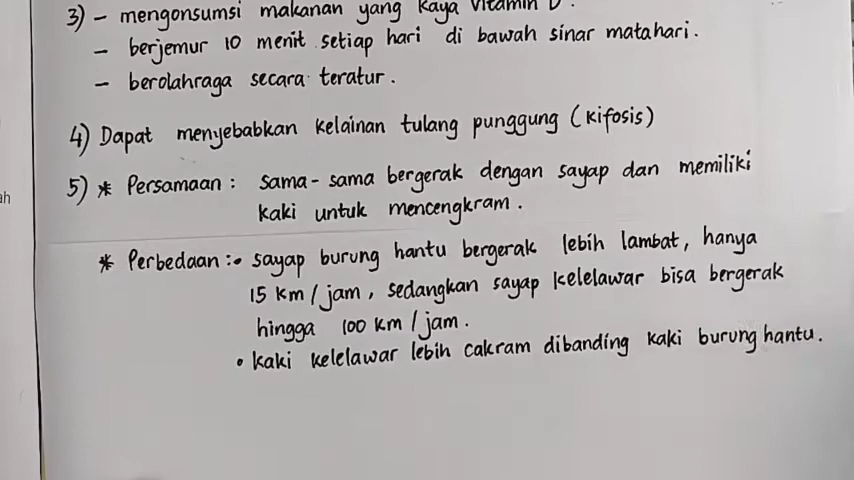 3) - mengonsumsi makanan yang kaya vitamin D.
- berjemur 10 menit setiap hari di bawah sinar matahari.
- berolahraga secara teratur.
4) Dapat menyebabkan kelainan tulang punggung (kifosis)
5) * Persamaan : sama-sama bergerak dengan sayap dan memiliki
kaki untuk mencengkram.
* Perbedaan : • sayap burung hantu bergerak lebih lambat, hanya
15 km/jam, sedangkan sayap kelelawar bisa bergerak
hingga 100 km/jam.
• kaki kelelawar lebih cakram dibanding kaki burung hantu.
ah